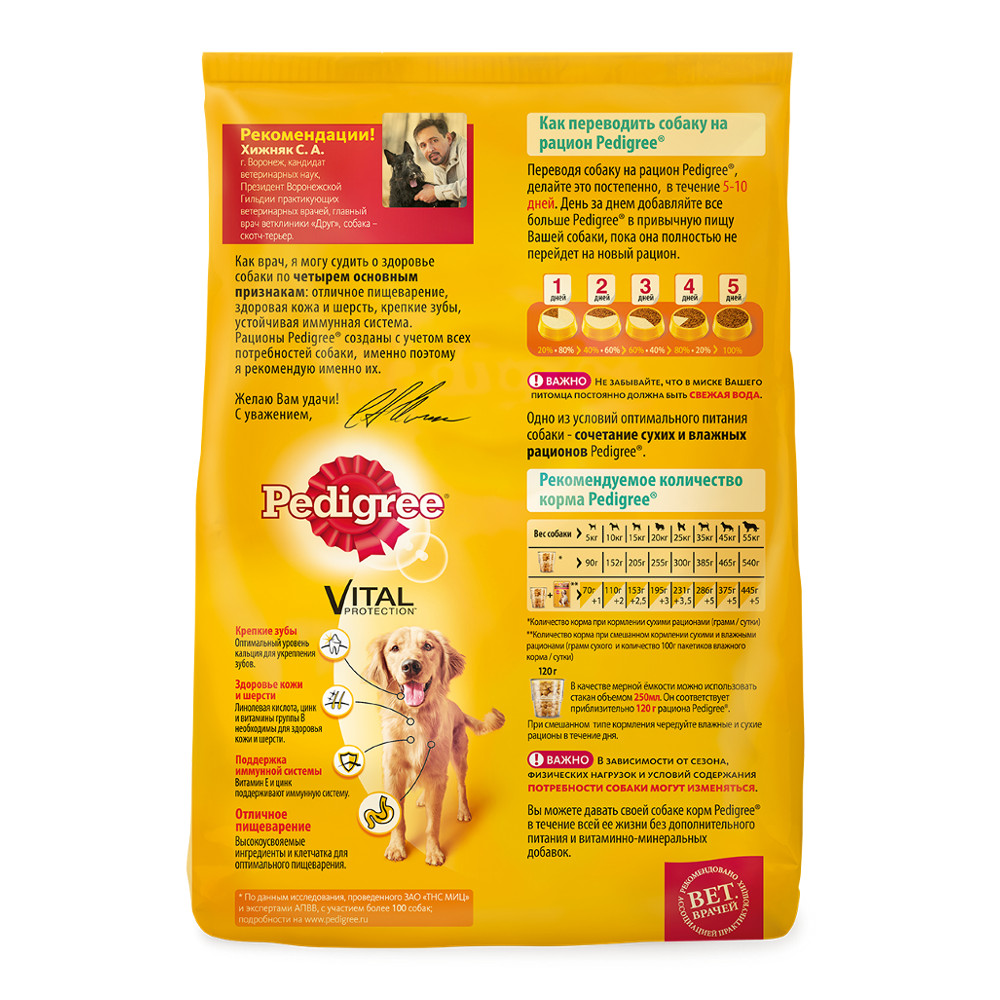 Рекомендации!
Хижняк С. А.
г. Воронеж, кандидат
ветеринарных наук,
Президент Воронежской
Гильдии практикующих
ветеринарных врачей, главный
врач ветклиники «Друг», собака –
скотч-терьер.
Как врач, я могу судить о здоровье
собаки по четырем основным
признакам: отличное пищеварение,
здоровая кожа и шерсть, крепкие зубы,
устойчивая иммунная система.
Рационы Pedigree® созданы с учетом всех
потребностей собаки, именно поэтому
я рекомендую именно их.
Желаю Вам удачи!
С уважением,
Pedigree®
VITAL
PROTECTION™
Крепкие зубы
Оптимальный уровень
кальция для укрепления
зубов.
Здоровье кожи
и шерсти
Линолевая кислота, цинк
и витамины группы В
необходимы для здоровья
кожи и шерсти.
Поддержка
иммунной системы
Витамин Е и цинк
поддерживают иммунную систему.
Отличное
пищеварение
Высокоусвояемые
ингредиенты и клетчатка для
оптимального пищеварения.
* По данным исследования, проведенного ЗАО «ТНС МИЦ»
и экспертами АПВВ, с участием более 100 собак;
подробности на www.pedigree.ru
Как переводить собаку на
рацион Pedigree®
Переводя собаку на рацион Pedigree®,
делайте это постепенно, в течение 5-10
дней. День за днем добавляйте все
больше Pedigree® в привычную пищу
Вашей собаки, пока она полностью не
перейдет на новый рацион.
1 2 3 4 5
дней дней дней дней дней
20% • 80% 40% • 60% 60% • 40% 80% • 20% 100%
! ВАЖНО Не забывайте, что в миске Вашего
питомца постоянно должна быть СВЕЖАЯ ВОДА.
Одно из условий оптимального питания
собаки - сочетание сухих и влажных
рационов Pedigree®.
Рекомендуемое количество
корма Pedigree®
Вес собаки 5кг 10кг 15кг 20кг 25кг 35кг 45кг 55кг
* 90г 152г 205г 255г 300г 385г 465г 540г
+ ** 70г +1 110г +2 153г +2,5 195г +3 231г +3,5 286г +5 375г +5 445г +5
*Количество корма при кормлении сухими рационами (грамм / сутки)
**Количество корма при смешанном кормлении сухими и влажными
рационами (грамм сухого и количество 100г пакетиков влажного
корма / сутки)
120 г
В качестве мерной ёмкости можно использовать
стакан объемом 250мл. Он соответствует
приблизительно 120 г рациона Pedigree®.
При смешанном типе кормления чередуйте влажные и сухие
рационы в течение дня.
! ВАЖНО В зависимости от сезона,
физических нагрузок и условий содержания
ПОТРЕБНОСТИ СОБАКИ МОГУТ ИЗМЕНЯТЬСЯ.
Вы можете давать своей собаке корм Pedigree®
в течение всей ее жизни без дополнительного
питания и витаминно-минеральных
добавок.
РЕКОМЕНДОВАНО АССОЦИАЦИЕЙ ПРАКТИКУЮЩИХ
ВЕТ.
ВРАЧЕЙ